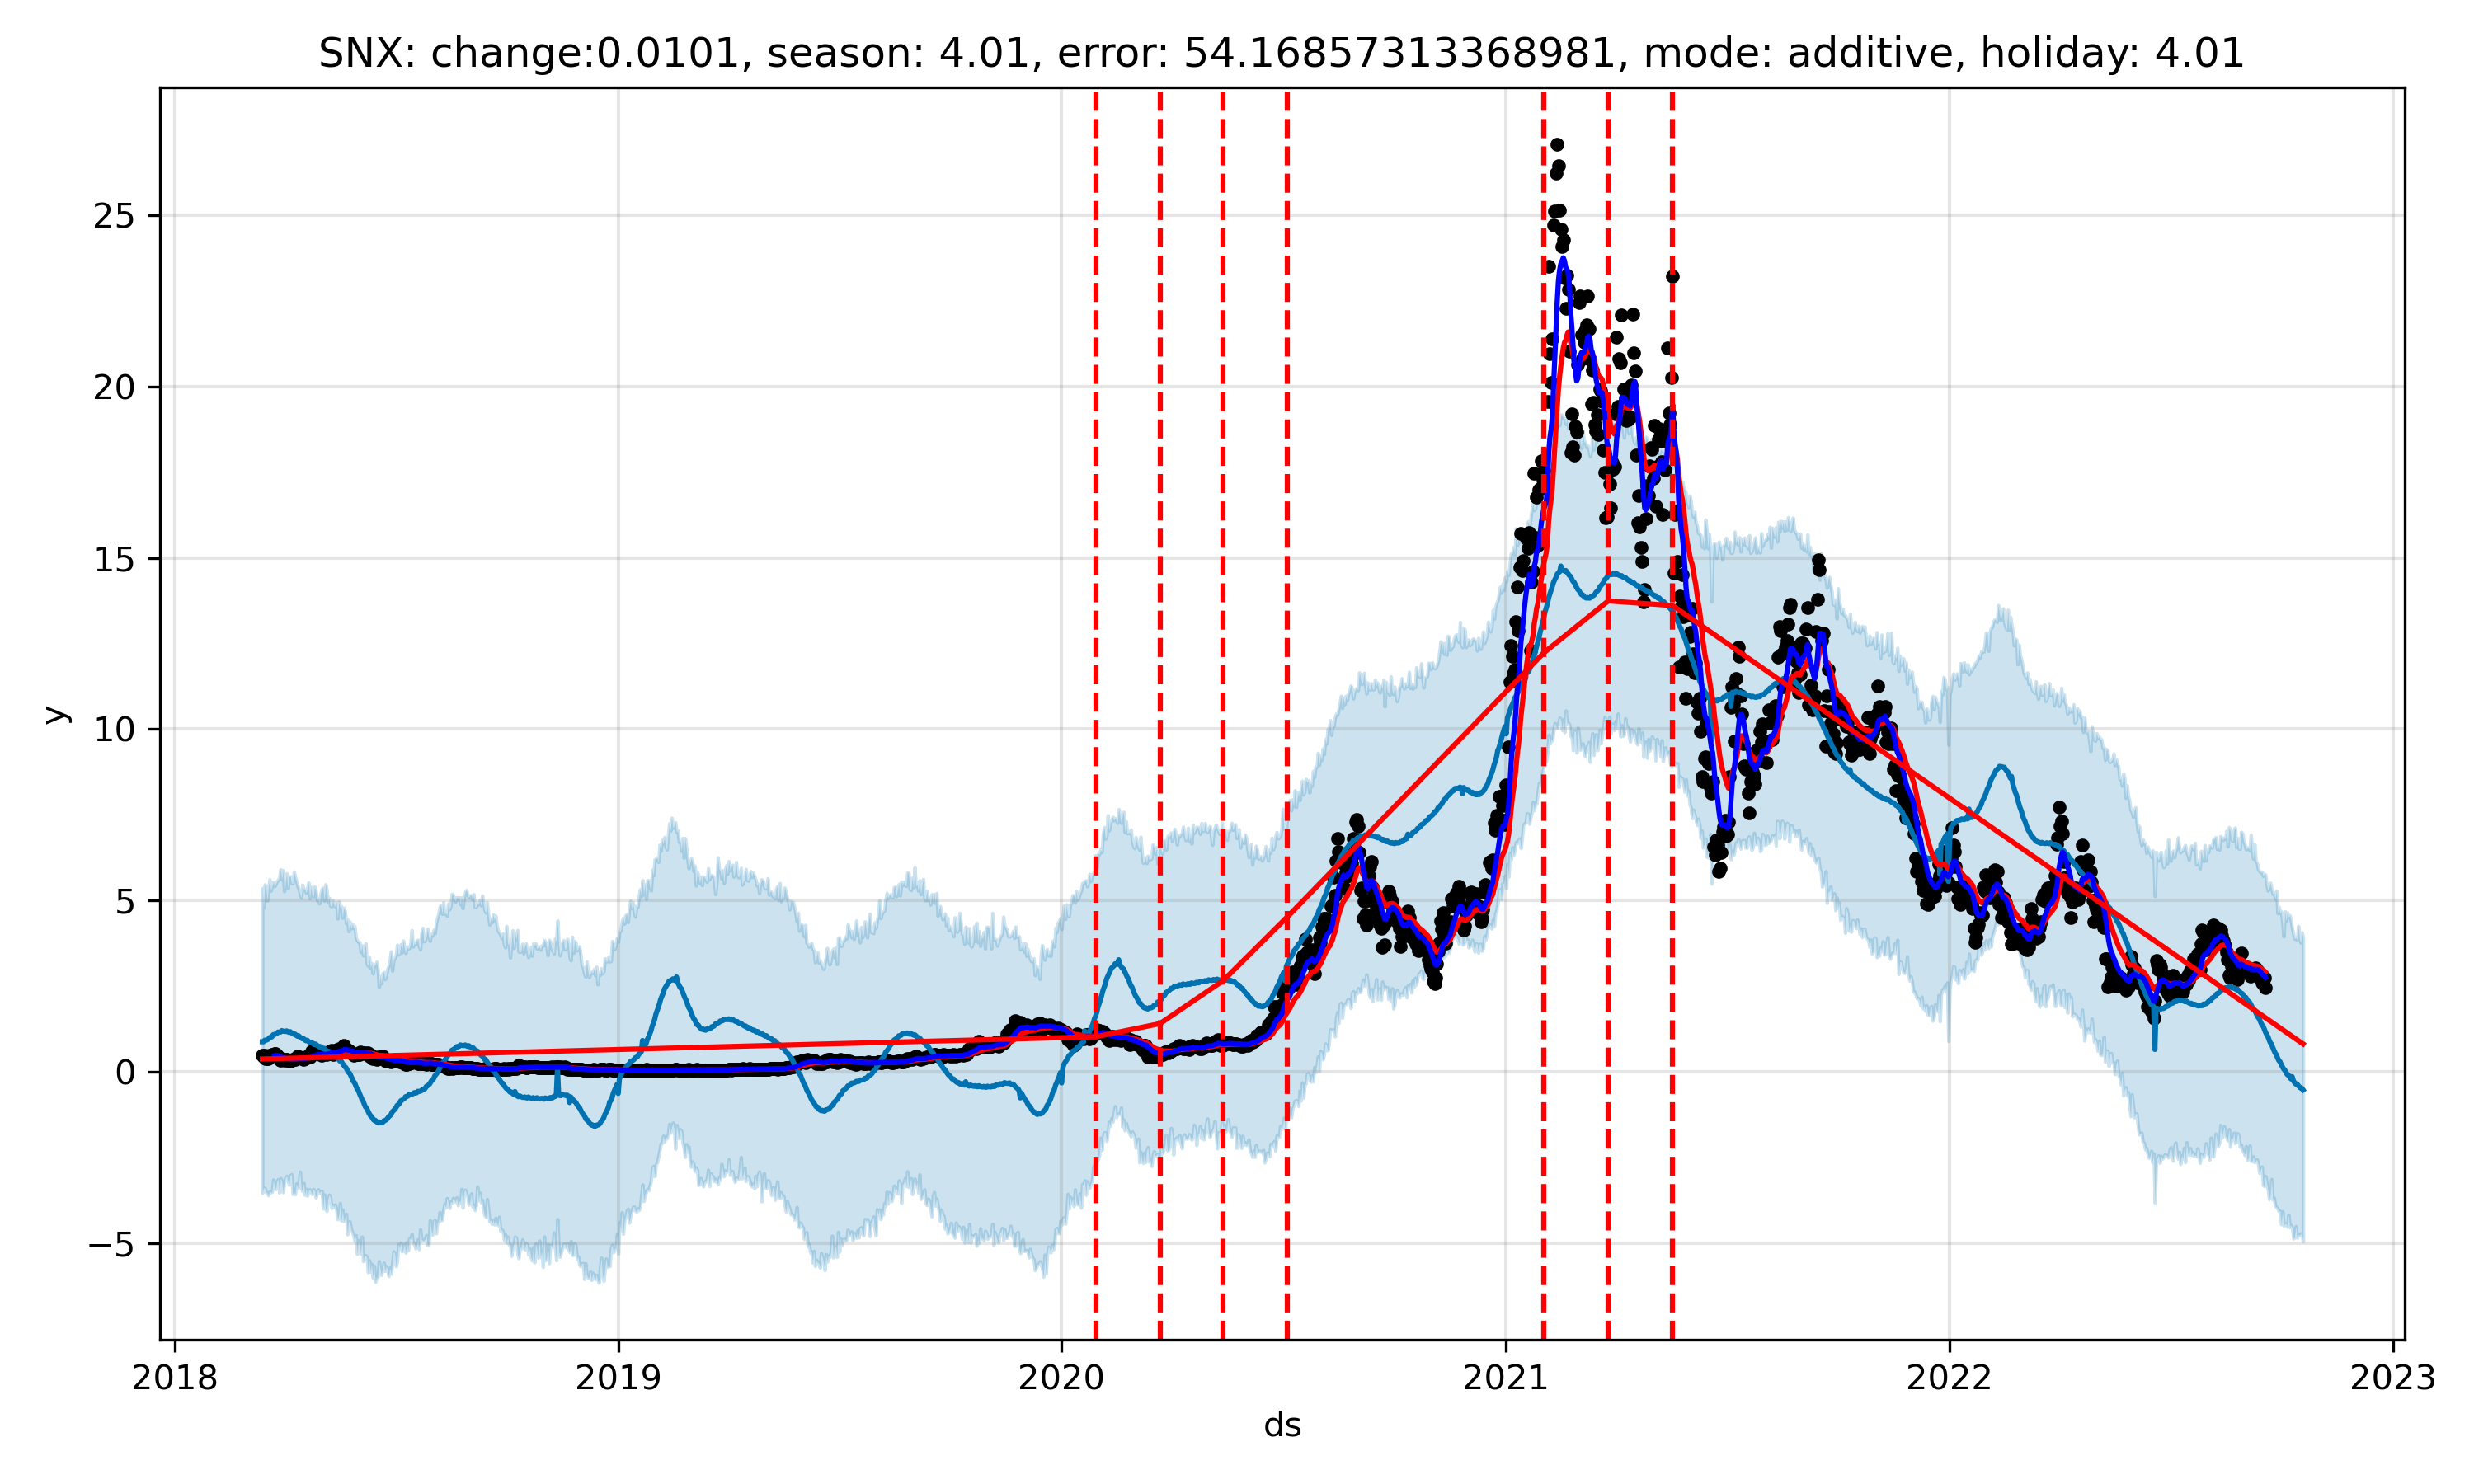 SNX: change:0.0101, season: 4.01, error: 54.16857313368981, mode: additive, holiday: 4.01
25
20
15
10
5
0
−5
y
2018 2019 2020 2021 2022 2023
ds